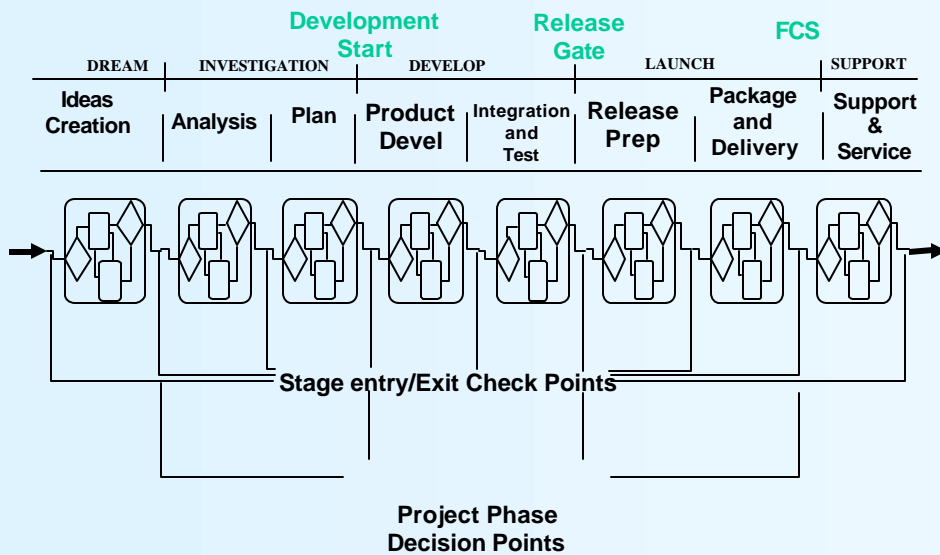 Development
Start
Release
Gate
FCS
DREAM
INVESTIGATION
DEVELOP
LAUNCH
SUPPORT
Ideas
Creation
Analysis
Plan
Product
Devel
Integration
and
Test
Release
Prep
Package
and
Delivery
Support
&
Service
Stage entry/Exit Check Points
Project Phase
Decision Points